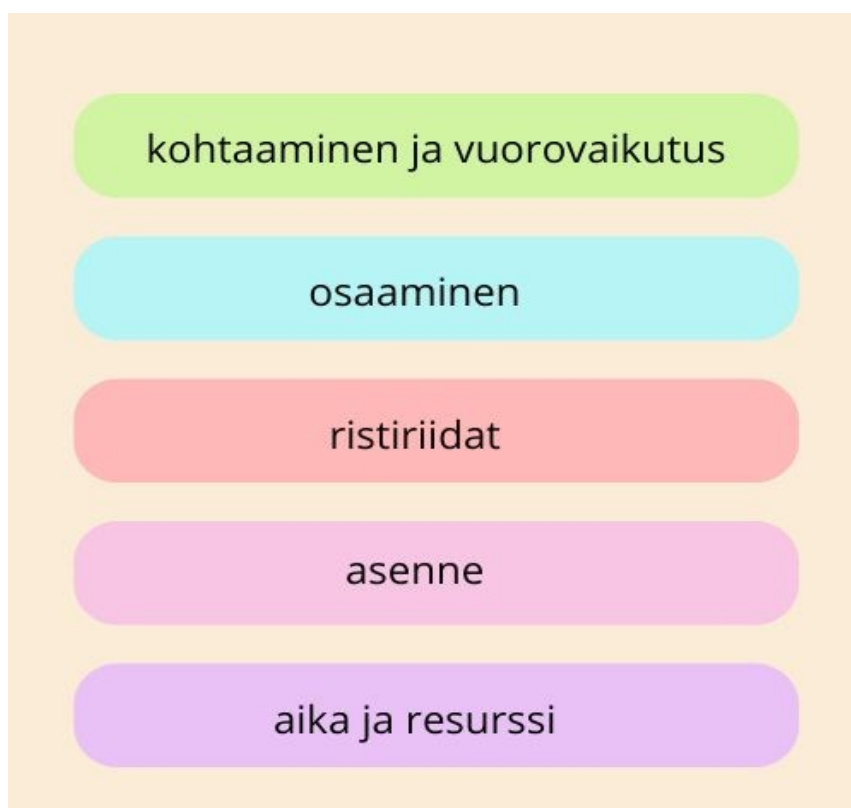 kohtaaminen ja vuorovaikutus
osaaminen
ristiriidat
asenne
aika ja resurssi